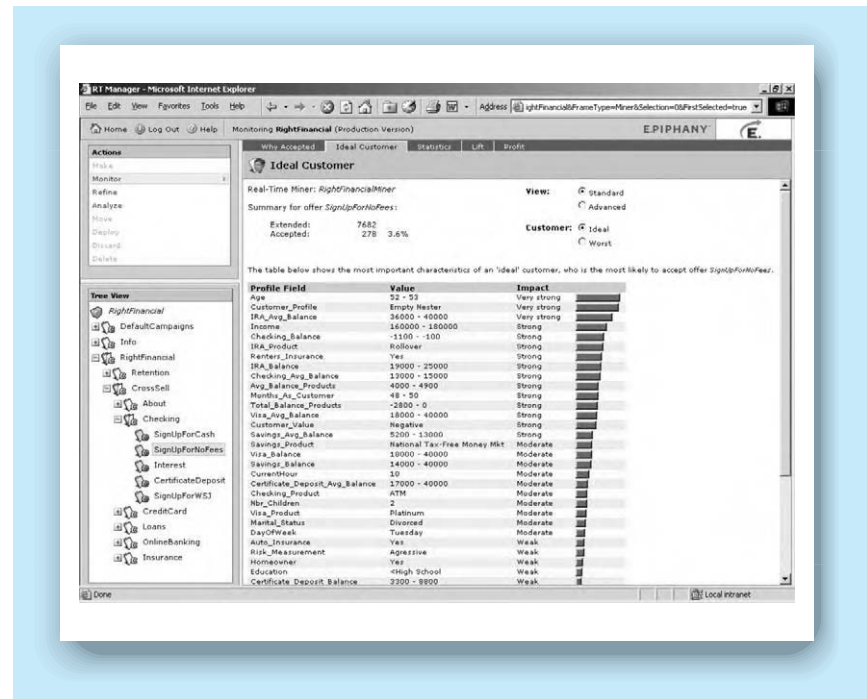 RT Manager - Microsoft Internet Explorer
File Edit View Favorites Tools Help Address ightFinancial&FrameType=Miner&Selection=0&FirstSelected=true
Home Log Out Help Monitoring RightFinancial (Production Version) E.PIPHANY E.
Actions
Make
Monitor
Refine
Analyze
Move
Deploy
Discard
Delete
Tree View
RightFinancial
DefaultCampaigns
Info
RightFinancial
Retention
CrossSell
About
Checking
SignUpForCash
SignUpForNoFees
Interest
CertificateDeposit
SignUpForWSJ
CreditCard
Loans
OnlineBanking
Insurance
Why Accepted Ideal Customer Statistics Lift Profit
Ideal Customer
Real-Time Miner: RightFinancialMiner View: Standard
Summary for offer SignUpForNoFees: Advanced
Extended: 7682 Customer: Ideal
Accepted: 278 3.6% Worst
The table below shows the most important characteristics of an 'ideal' customer, who is the most likely to accept offer SignUpForNoFees.
Profile Field Value Impact
Age 52 - 53 Very strong
Customer_Profile Empty Nester Very strong
IRA_Avg_Balance 36000 - 40000 Very strong
Income 160000 - 180000 Strong
Checking_Balance -1100 - -100 Strong
IRA_Product Rollover Strong
Renters_Insurance Yes Strong
IRA_Balance 19000 - 25000 Strong
Checking_Avg_Balance 13000 - 15000 Strong
Avg_Balance_Products 4000 - 4900 Strong
Months_As_Customer 48 - 50 Strong
Total_Balance_Products -2800 - 0 Strong
Visa_Avg_Balance 18000 - 40000 Strong
Customer_Value Negative Strong
Savings_Avg_Balance 5200 - 13000 Strong
Savings_Product National Tax-Free Money Mkt Moderate
Visa_Balance 10000 - 40000 Moderate
Savings_Balance 14000 - 40000 Moderate
CurrentHour 10 Moderate
Certificate_Deposit_Avg_Balance 17000 - 40000 Moderate
Checking_Product ATM Moderate
Nbr_Children 2 Moderate
Visa_Product Platinum Moderate
Marital_Status Divorced Moderate
DayOfWeek Tuesday Moderate
Auto_Insurance Yes Weak
Risk_Measurement Agressive Weak
Homeowner Yes Weak
Education <High School Weak
Certificate_Deposit_Balance 3300 - 8800 Weak
Done Local intranet